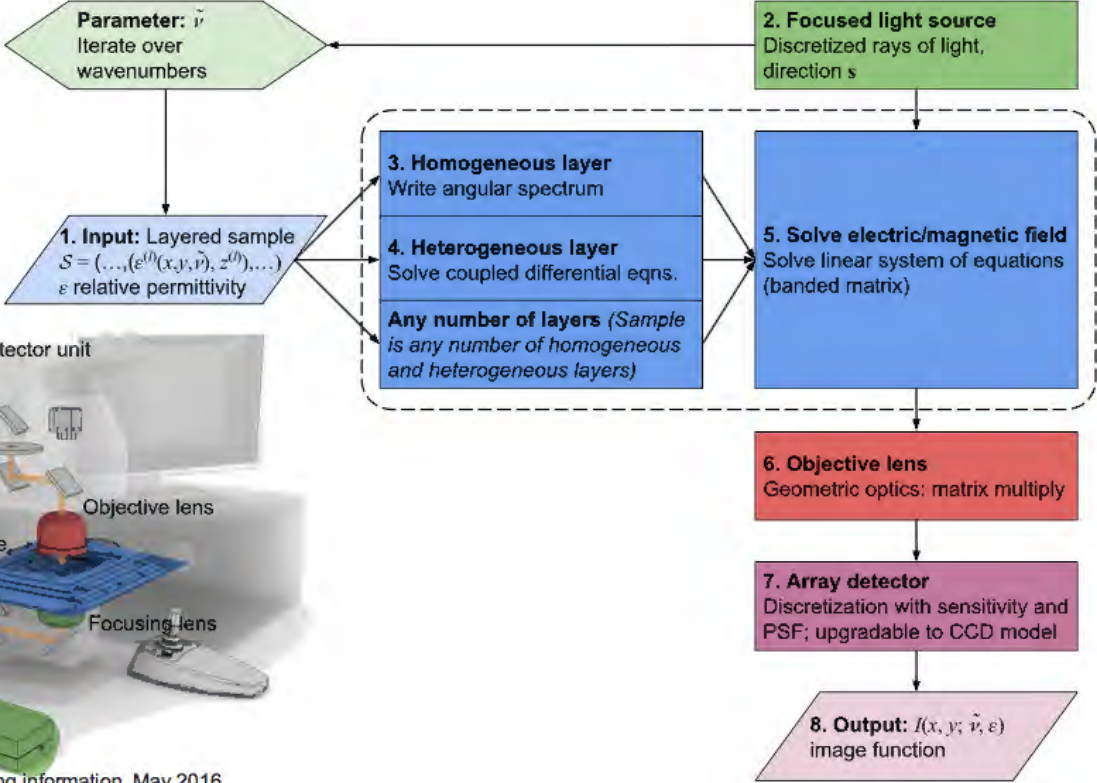 Parameter: ṽ
Iterate over
wavenumbers
2. Focused light source
Discretized rays of light,
direction s
1. Input: Layered sample
S = (…,(ε⁽ˡ⁾(x,y,ṽ), z⁽ˡ⁾),…)
ε relative permittivity
3. Homogeneous layer
Write angular spectrum
4. Heterogeneous layer
Solve coupled differential eqns.
Any number of layers (Sample
is any number of homogeneous
and heterogeneous layers)
5. Solve electric/magnetic field
Solve linear system of equations
(banded matrix)
6. Objective lens
Geometric optics: matrix multiply
7. Array detector
Discretization with sensitivity and
PSF; upgradable to CCD model
8. Output: I(x, y; ṽ, ε)
image function
tector unit
Objective lens
e
Focusing lens
ng information, May 2016